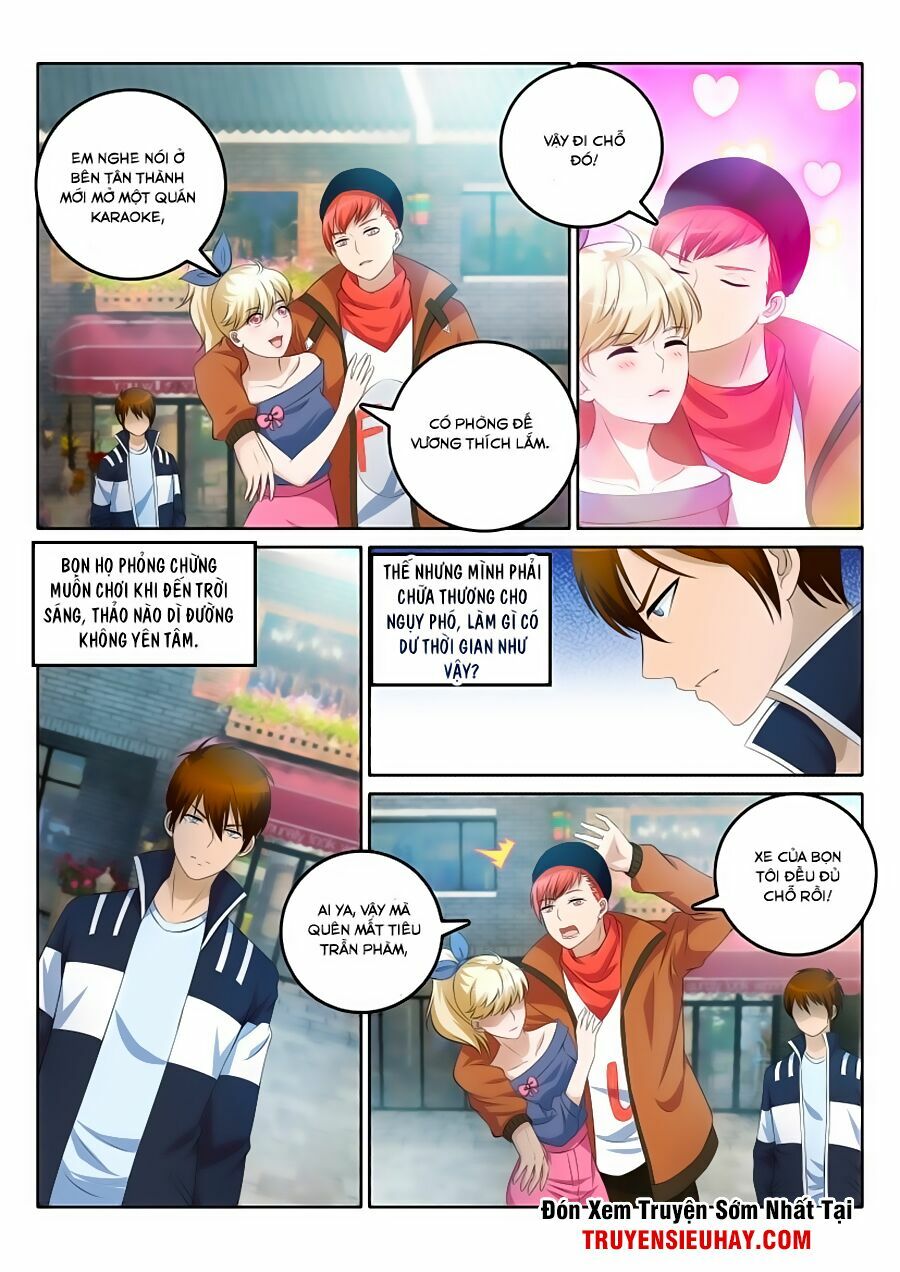 EM NGHE NÓI Ở
BÊN TÂN THÀNH
MỚI MỞ MỘT QUÁN
KARAOKE,
CÓ PHÒNG ĐẾ
VƯƠNG THÍCH LẮM.
VẬY ĐI CHỖ
ĐÓ!
BỌN HỌ PHỎNG CHỪNG
MUỐN CHƠI KHI ĐẾN TRỜI
SÁNG, THẢO NÀO DÌ ĐƯỜNG
KHÔNG YÊN TÂM.
THẾ NHƯNG MÌNH PHẢI
CHỮA THƯƠNG CHO
NGỤY PHÓ, LÀM GÌ CÓ
DƯ THỜI GIAN NHƯ
VẬY?
AI YA, VẬY MÀ
QUÊN MẤT TIÊU
TRẦN PHÀM,
XE CỦA BỌN
TÔI ĐỀU ĐỦ
CHỖ RỒI!
Đón Xem Truyện Sớm Nhất Tại
TRUYENSIEUHAY.COM